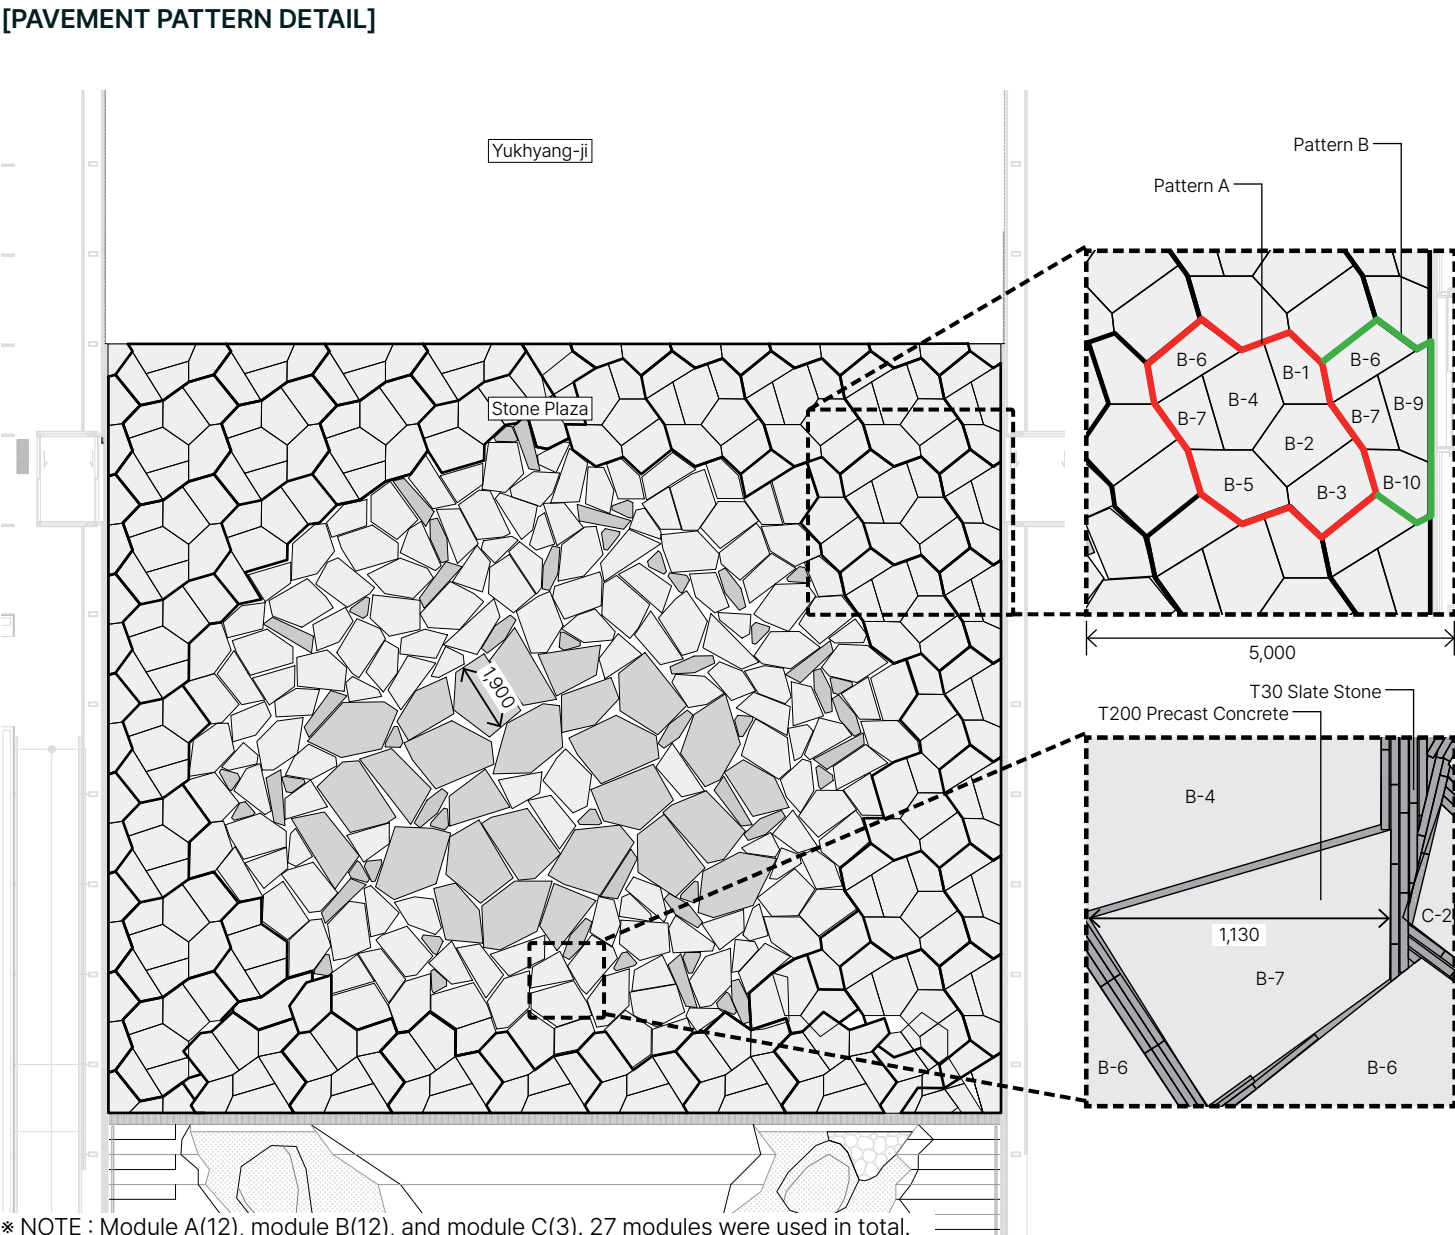 [PAVEMENT PATTERN DETAIL]
Yukhyang-ji
Stone Plaza
1,900
Pattern B
Pattern A
B-6
B-1
B-6
B-4
B-9
B-7
B-7
B-2
B-5
B-3
B-10
5,000
T30 Slate Stone
T200 Precast Concrete
B-4
C-2
1,130
B-7
B-6
B-6
※ NOTE : Module A(12), module B(12), and module C(3). 27 modules were used in total.